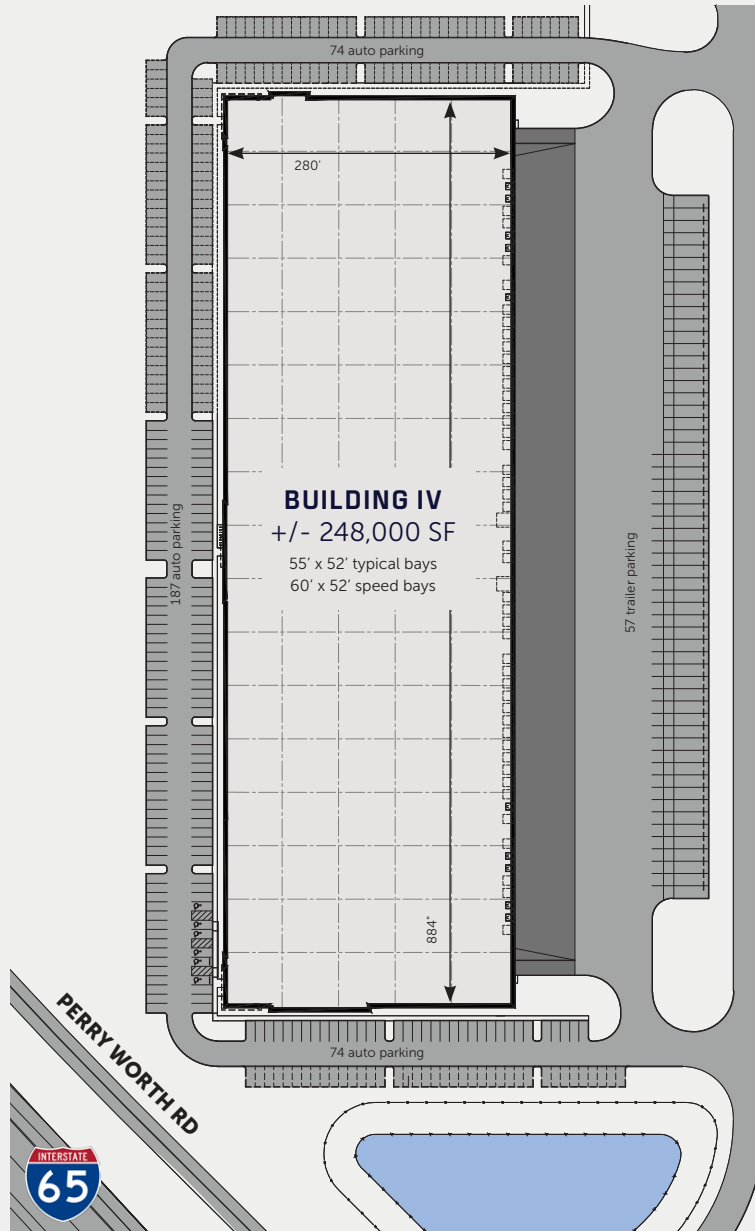 74 auto parking
280'
BUILDING IV
+/- 248,000 SF
55' x 52' typical bays
60' x 52' speed bays
187 auto parking
57 trailer parking
884"
74 auto parking
PERRY WORTH RD
INTERSTATE
65